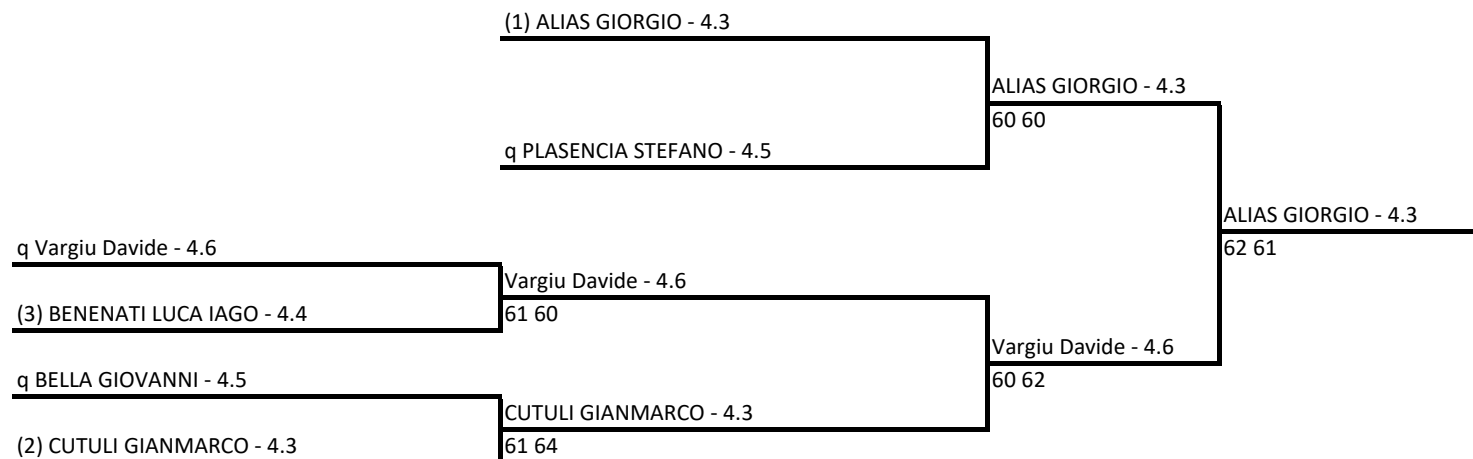 (1) ALIAS GIORGIO - 4.3
ALIAS GIORGIO - 4.3
60 60
q PLASENCIA STEFANO - 4.5
ALIAS GIORGIO - 4.3
62 61
q Vargiu Davide - 4.6
Vargiu Davide - 4.6
61 60
(3) BENENATI LUCA IAGO - 4.4
Vargiu Davide - 4.6
60 62
q BELLA GIOVANNI - 4.5
CUTULI GIANMARCO - 4.3
61 64
(2) CUTULI GIANMARCO - 4.3